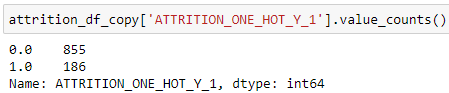 attrition_df_copy['ATTRITION_ONE_HOT_Y_1'].value_counts()
0.0    855
1.0    186
Name: ATTRITION_ONE_HOT_Y_1, dtype: int64